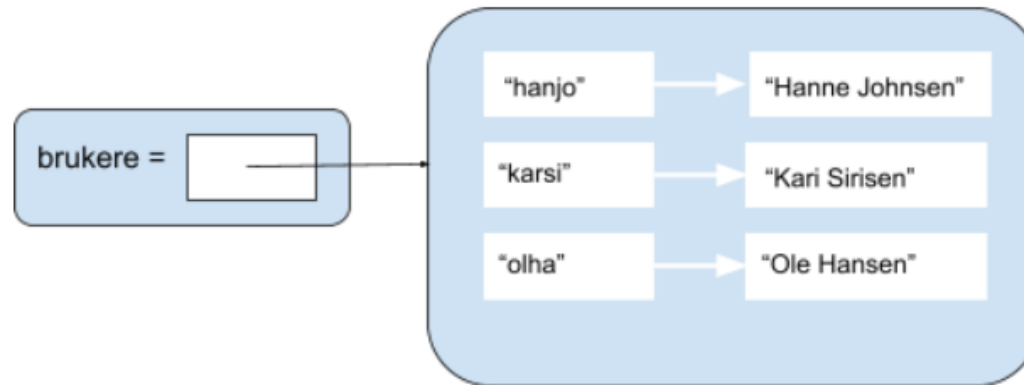 brukere =
“hanjo” “Hanne Johnsen”
“karsi” “Kari Sirisen”
“olha” “Ole Hansen”